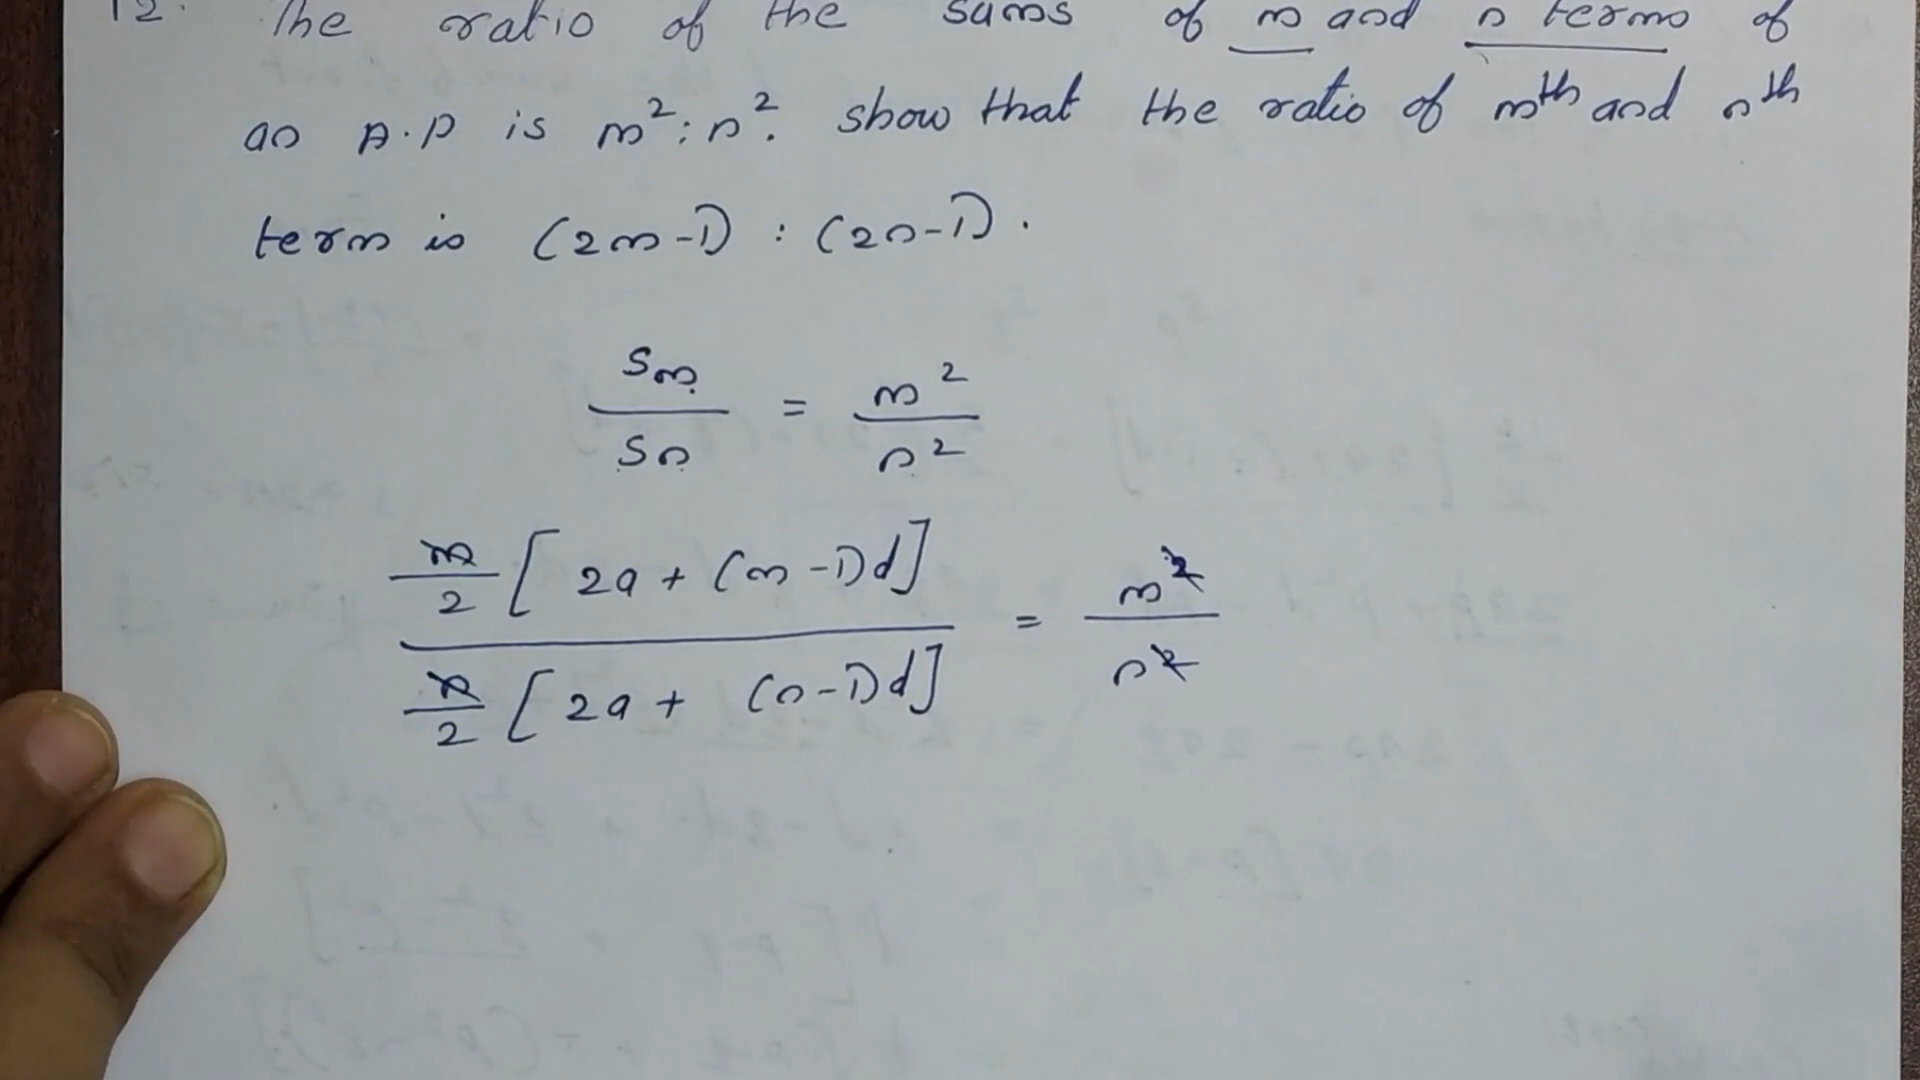 12. The ratio of the sums of m and n terms of
an A.P is m²:n². show that the ratio of mth and nth
term is (2m-1) : (2n-1).
Sm/Sn = m²/n²
m/2 [2a + (m-1)d] / n/2 [2a + (n-1)d] = m²/n²